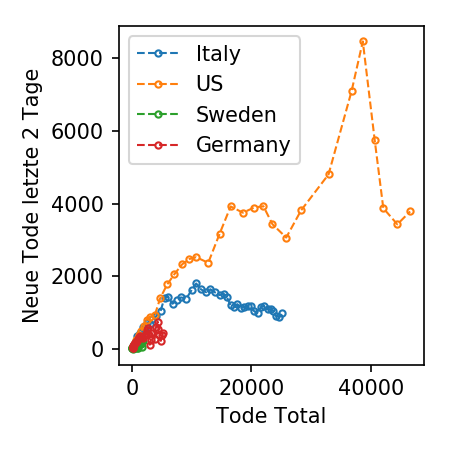 Italy
US
Sweden
Germany
Neue Tode letzte 2 Tage
8000
6000
4000
2000
0
0 20000 40000
Tode Total